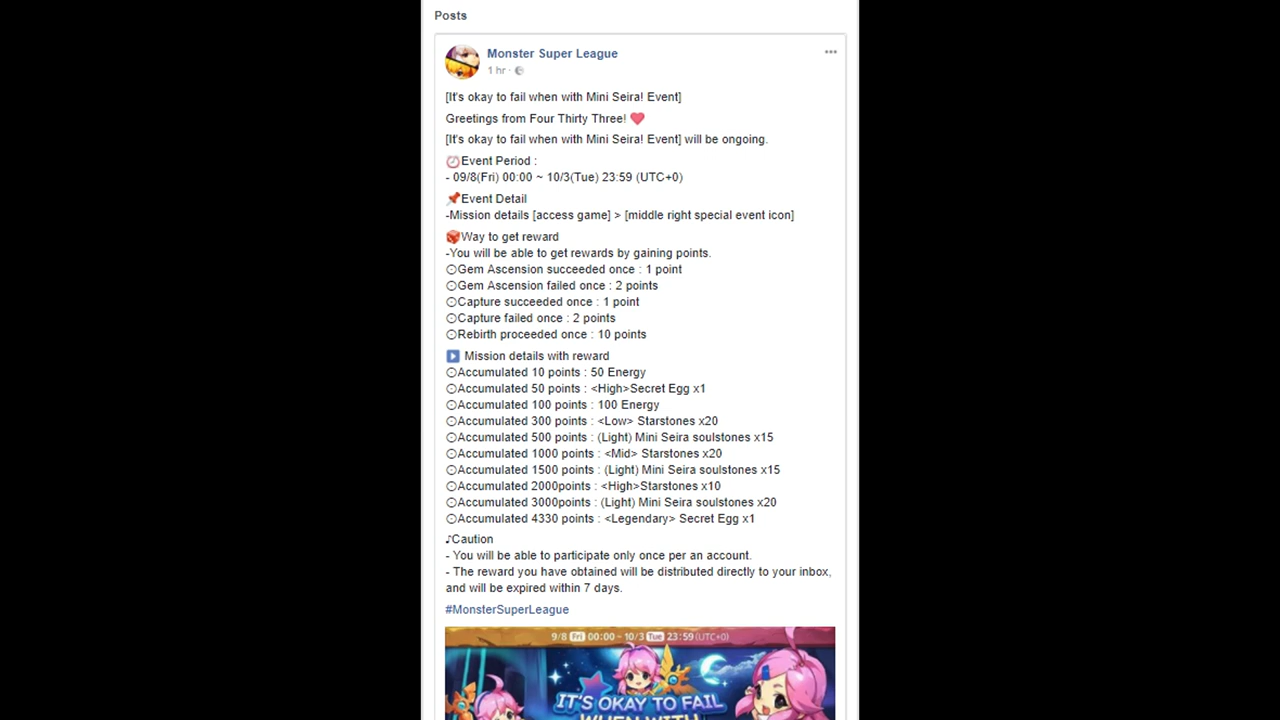 Posts
Monster Super League
1 hr ·
[It's okay to fail when with Mini Seira! Event]
Greetings from Four Thirty Three! ❤
[It's okay to fail when with Mini Seira! Event] will be ongoing.
⏰Event Period :
- 09/8(Fri) 00:00 ~ 10/3(Tue) 23:59 (UTC+0)
📌Event Detail
-Mission details [access game] > [middle right special event icon]
🎲Way to get reward
-You will be able to get rewards by gaining points.
⊙Gem Ascension succeeded once : 1 point
⊙Gem Ascension failed once : 2 points
⊙Capture succeeded once : 1 point
⊙Capture failed once : 2 points
⊙Rebirth proceeded once : 10 points
▶ Mission details with reward
⊙Accumulated 10 points : 50 Energy
⊙Accumulated 50 points : <High>Secret Egg x1
⊙Accumulated 100 points : 100 Energy
⊙Accumulated 300 points : <Low> Starstones x20
⊙Accumulated 500 points : (Light) Mini Seira soulstones x15
⊙Accumulated 1000 points : <Mid> Starstones x20
⊙Accumulated 1500 points : (Light) Mini Seira soulstones x15
⊙Accumulated 2000points : <High>Starstones x10
⊙Accumulated 3000points : (Light) Mini Seira soulstones x20
⊙Accumulated 4330 points : <Legendary> Secret Egg x1
♪Caution
- You will be able to participate only once per an account.
- The reward you have obtained will be distributed directly to your inbox,
and will be expired within 7 days.
#MonsterSuperLeague
9/8 Fri 00:00 ~ 10/3 Tue 23:59 (UTC+0)
IT'S OKAY TO FAIL
WHEN WITH